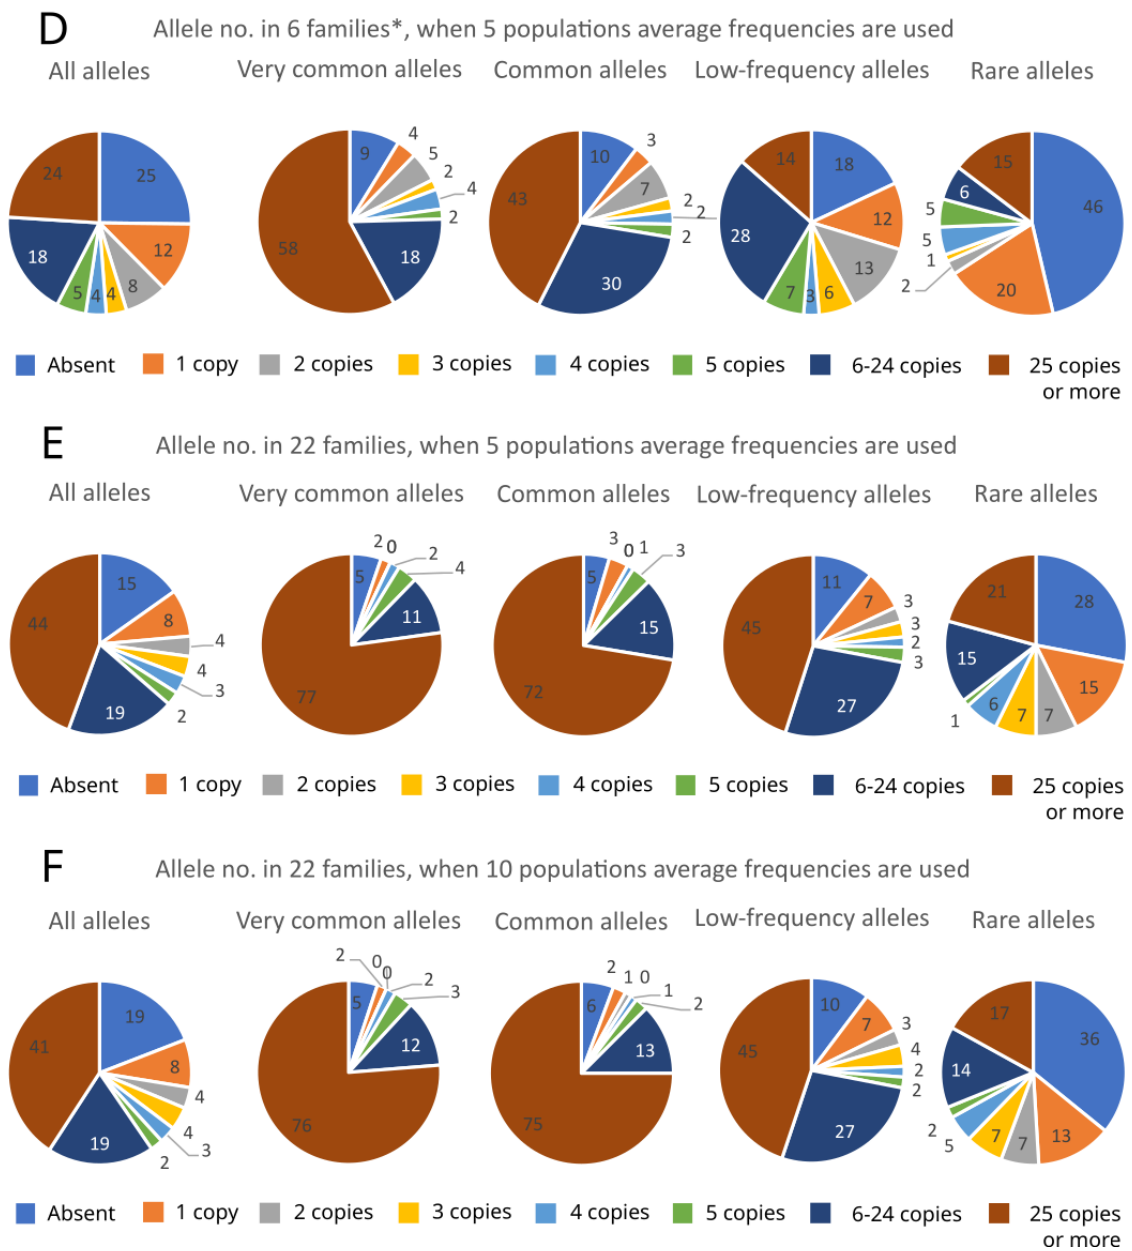 D
Allele no. in 6 families*, when 5 populations average frequencies are used
All alleles
Very common alleles
Common alleles
Low-frequency alleles
Rare alleles
25
12
8
4
4
5
18
24
9
4
5
2
4
2
18
58
10
3
7
2
2
2
30
43
18
12
13
6
3
7
28
14
46
20
2
1
5
5
6
15
Absent
1 copy
2 copies
3 copies
4 copies
5 copies
6-24 copies
25 copies
or more
E
Allele no. in 22 families, when 5 populations average frequencies are used
All alleles
Very common alleles
Common alleles
Low-frequency alleles
Rare alleles
15
8
4
4
3
2
19
44
5
2
0
2
4
11
77
5
3
0
1
3
15
72
11
7
3
3
2
3
27
45
28
15
7
7
6
1
15
21
Absent
1 copy
2 copies
3 copies
4 copies
5 copies
6-24 copies
25 copies
or more
F
Allele no. in 22 families, when 10 populations average frequencies are used
All alleles
Very common alleles
Common alleles
Low-frequency alleles
Rare alleles
19
8
4
4
3
2
19
41
5
2
0
0
2
3
12
76
6
2
1
0
1
2
13
75
10
7
3
4
2
2
27
45
36
13
7
7
5
2
14
17
Absent
1 copy
2 copies
3 copies
4 copies
5 copies
6-24 copies
25 copies
or more